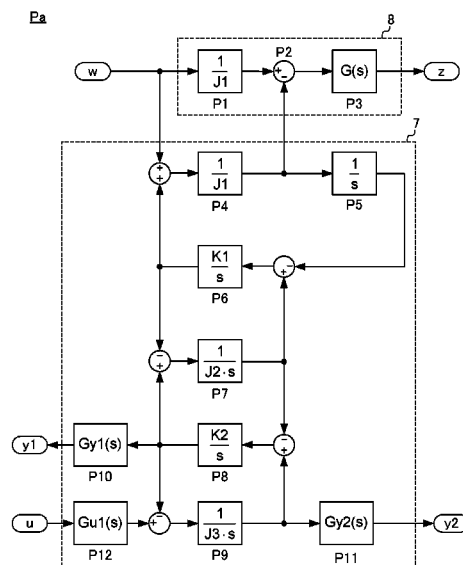 Pa
8
w
1
J1
P1
P2
+
-
G(s)
P3
z
7
+
+
1
J1
P4
1
s
P5
K1
s
P6
-
+
-
+
1
J2·s
P7
y1
Gy1(s)
P10
K2
s
P8
-
+
u
Gu1(s)
P12
-
+
1
J3·s
P9
Gy2(s)
P11
y2